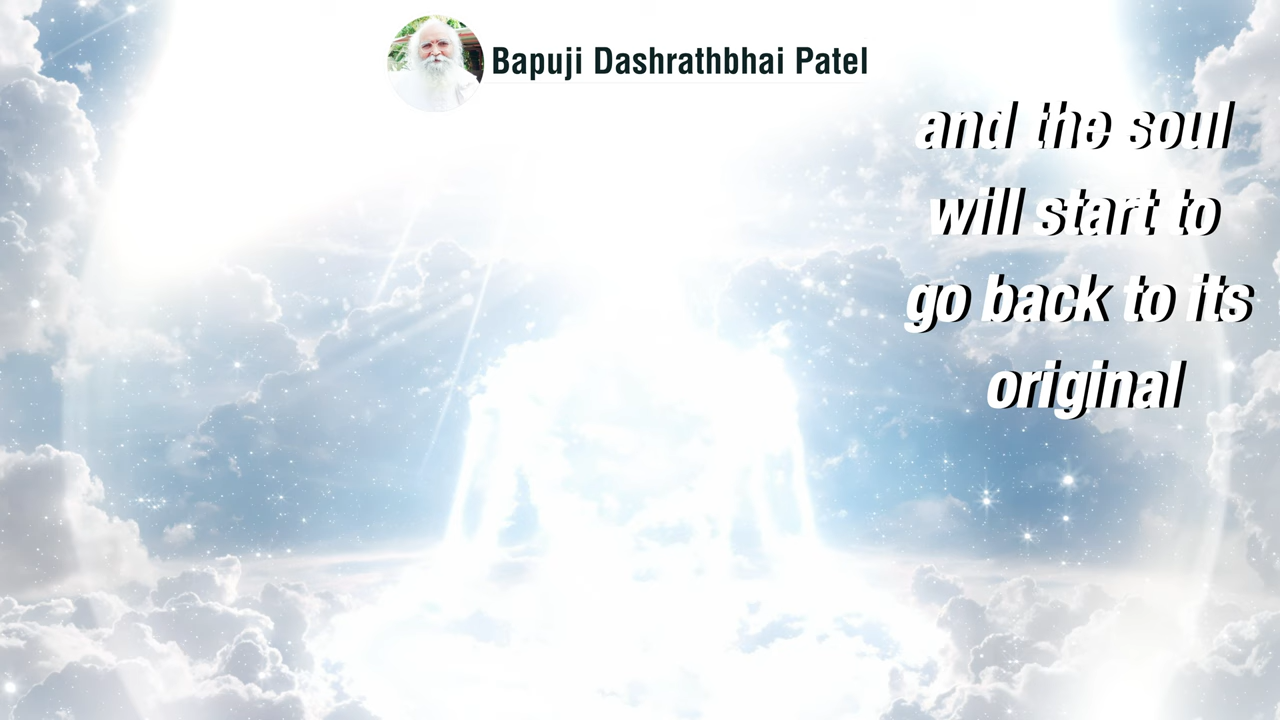 Bapuji Dashrathbhai Patel
and the soul
will start to
go back to its
original